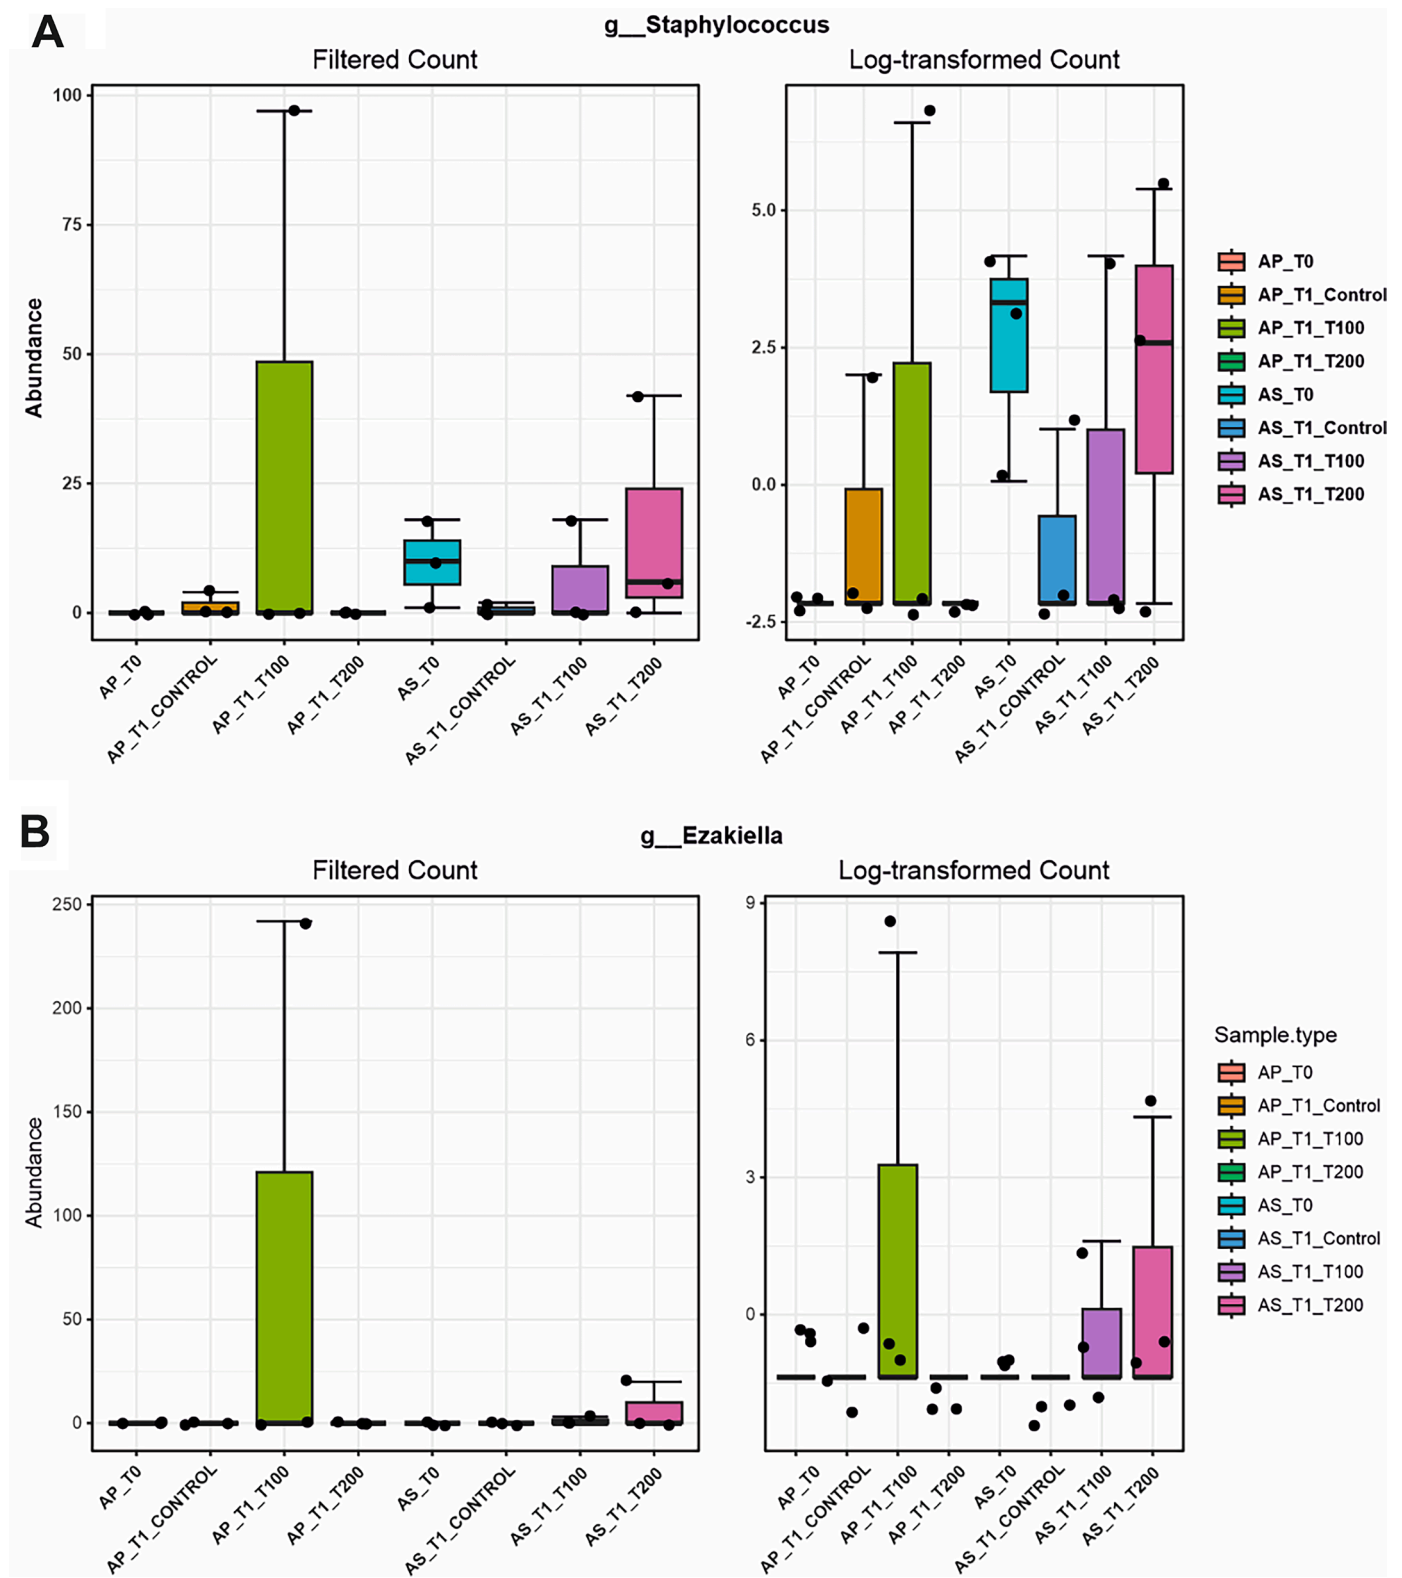 A
g__Staphylococcus
Filtered Count
Log-transformed Count
Abundance
100
75
50
25
0
5.0
2.5
0.0
-2.5
AP_T0
AP_T1_CONTROL
AP_T1_T100
AP_T1_T200
AS_T0
AS_T1_CONTROL
AS_T1_T100
AS_T1_T200
AP_T0
AP_T1_CONTROL
AP_T1_T100
AP_T1_T200
AS_T0
AS_T1_CONTROL
AS_T1_T100
AS_T1_T200
AP_T0
AP_T1_Control
AP_T1_T100
AP_T1_T200
AS_T0
AS_T1_Control
AS_T1_T100
AS_T1_T200
B
g__Ezakiella
Filtered Count
Log-transformed Count
Abundance
250
200
150
100
50
0
9
6
3
0
AP_T0
AP_T1_CONTROL
AP_T1_T100
AP_T1_T200
AS_T0
AS_T1_CONTROL
AS_T1_T100
AS_T1_T200
AP_T0
AP_T1_CONTROL
AP_T1_T100
AP_T1_T200
AS_T0
AS_T1_CONTROL
AS_T1_T100
AS_T1_T200
Sample.type
AP_T0
AP_T1_Control
AP_T1_T100
AP_T1_T200
AS_T0
AS_T1_Control
AS_T1_T100
AS_T1_T200